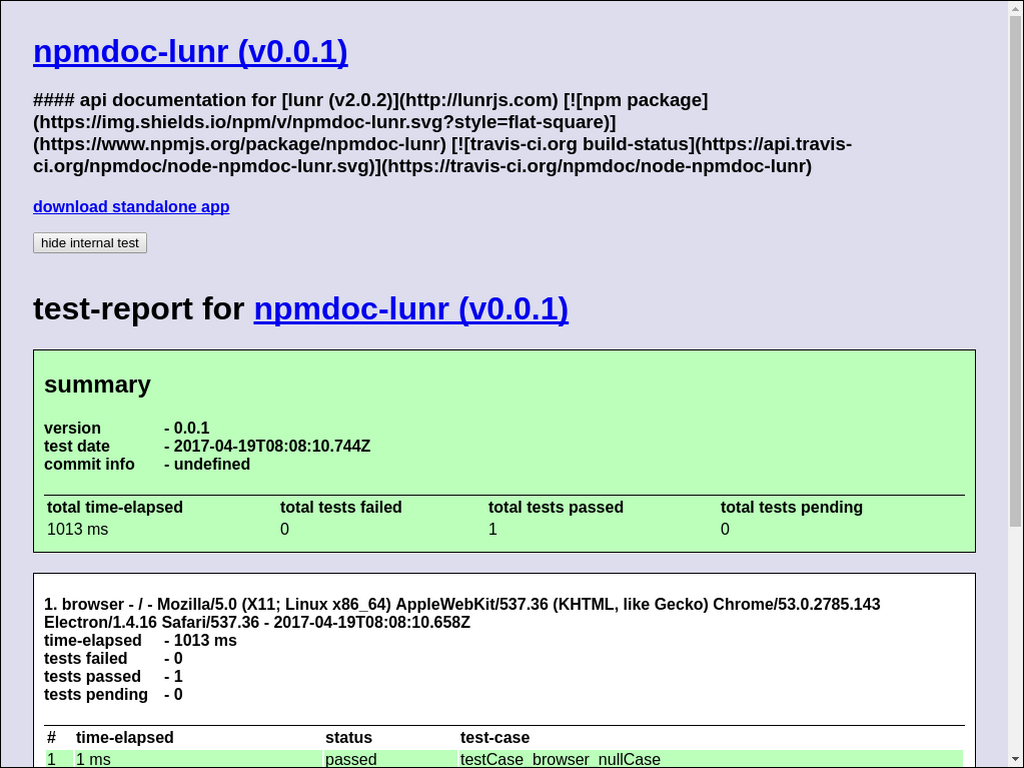 npmdoc-lunr (v0.0.1)
#### api documentation for [lunr (v2.0.2)](http://lunrjs.com) [![npm package]
(https://img.shields.io/npm/v/npmdoc-lunr.svg?style=flat-square)]
(https://www.npmjs.org/package/npmdoc-lunr) [![travis-ci.org build-status](https://api.travis-
ci.org/npmdoc/node-npmdoc-lunr.svg)](https://travis-ci.org/npmdoc/node-npmdoc-lunr)
download standalone app
hide internal test
test-report for npmdoc-lunr (v0.0.1)
summary
version - 0.0.1
test date - 2017-04-19T08:08:10.744Z
commit info - undefined
total time-elapsed total tests failed total tests passed total tests pending
1013 ms 0 1 0
1. browser - / - Mozilla/5.0 (X11; Linux x86_64) AppleWebKit/537.36 (KHTML, like Gecko) Chrome/53.0.2785.143
Electron/1.4.16 Safari/537.36 - 2017-04-19T08:08:10.658Z
time-elapsed - 1013 ms
tests failed - 0
tests passed - 1
tests pending - 0
# time-elapsed status test-case
1 1 ms passed testCase_browser_nullCase